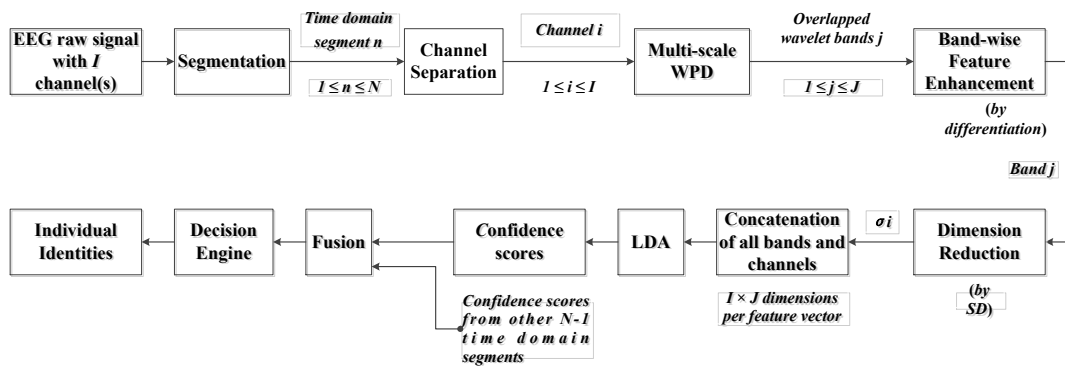 EEG raw signal
with I
channel(s)
Segmentation
Time domain
segment n
1 ≤ n ≤ N
Channel
Separation
Channel i
1 ≤ i ≤ I
Multi-scale
WPD
Overlapped
wavelet bands j
1 ≤ j ≤ J
Band-wise
Feature
Enhancement
(by
differentiation)
Band j
Individual
Identities
Decision
Engine
Fusion
Confidence
scores
LDA
Concatenation
of all bands and
channels
σ i
Dimension
Reduction
Confidence scores
from other N-1
time domain
segments
I × J dimensions
per feature vector
(by
SD)